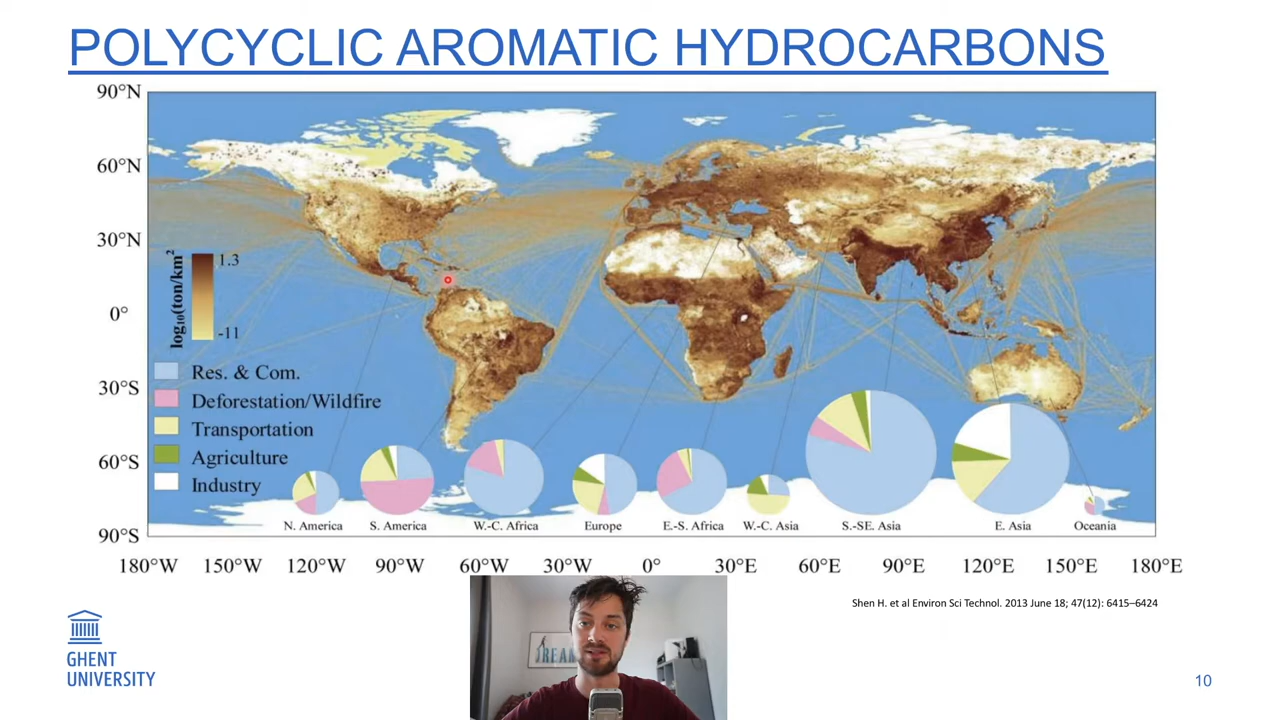 POLYCYCLIC AROMATIC HYDROCARBONS
90°N
60°N
30°N
0°
30°S
60°S
90°S
log₁₀(ton/km²)
1.3
-11
Res. & Com.
Deforestation/Wildfire
Transportation
Agriculture
Industry
N. America
S. America
W.-C. Africa
Europe
E.-S. Africa
W.-C. Asia
S.-SE. Asia
E. Asia
Oceania
180°W 150°W 120°W 90°W 60°W 30°W 0° 30°E 60°E 90°E 120°E 150°E 180°E
Shen H. et al Environ Sci Technol. 2013 June 18; 47(12): 6415–6424
GHENT
UNIVERSITY
10